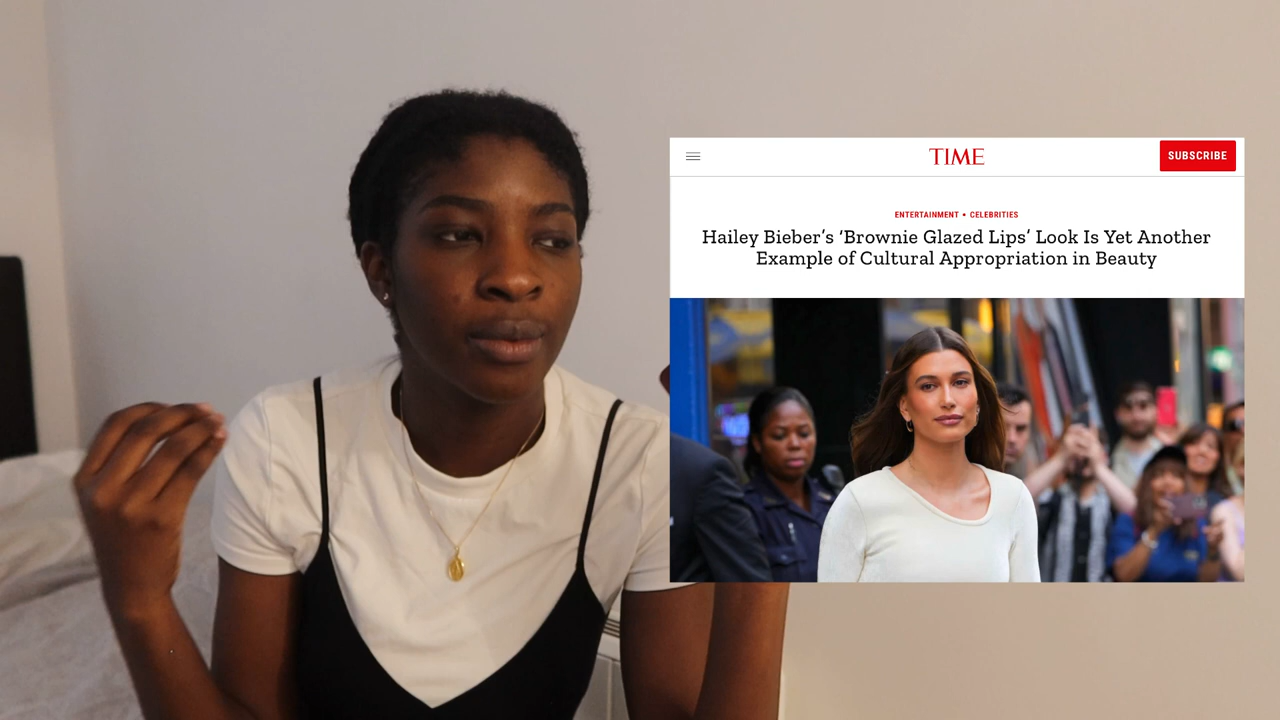 TIME
SUBSCRIBE
ENTERTAINMENT • CELEBRITIES
Hailey Bieber's 'Brownie Glazed Lips' Look Is Yet Another
Example of Cultural Appropriation in Beauty